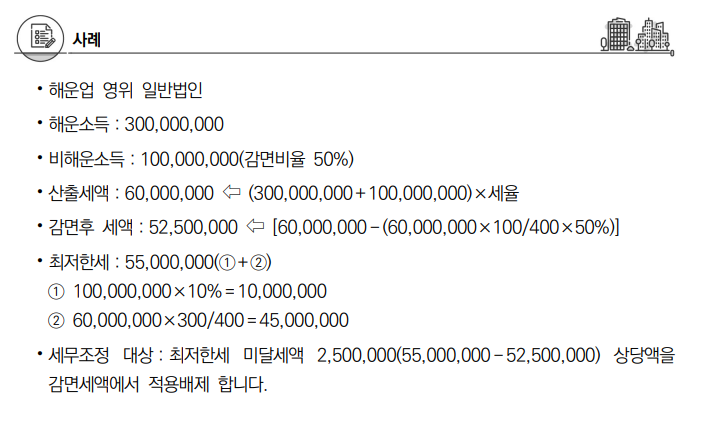 사례
• 해운업 영위 일반법인
• 해운소득 : 300,000,000
• 비해운소득 : 100,000,000(감면비율 50%)
• 산출세액 : 60,000,000 ⇦ (300,000,000+100,000,000)×세율
• 감면후 세액 : 52,500,000 ⇦ [60,000,000-(60,000,000×100/400×50%)]
• 최저한세 : 55,000,000(①+②)
① 100,000,000×10%=10,000,000
② 60,000,000×300/400=45,000,000
• 세무조정 대상 : 최저한세 미달세액 2,500,000(55,000,000-52,500,000) 상당액을
감면세액에서 적용배제 합니다.